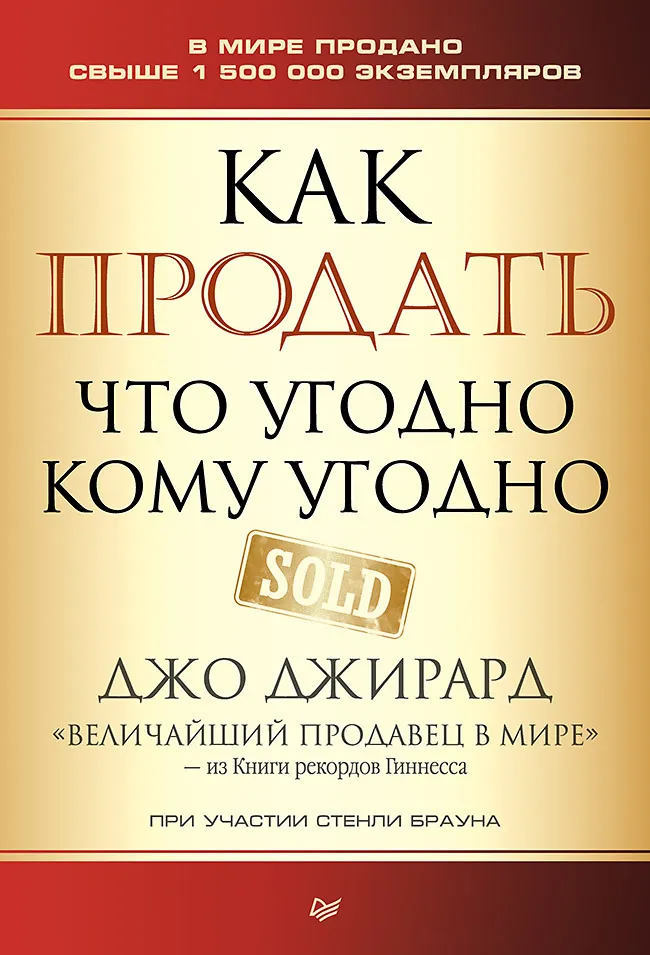 В МИРЕ ПРОДАНО
СВЫШЕ 1 500 000 ЭКЗЕМПЛЯРОВ
КАК
ПРОДАТЬ
ЧТО УГОДНО
КОМУ УГОДНО
SOLD
ДЖО ДЖИРАРД
«ВЕЛИЧАЙШИЙ ПРОДАВЕЦ В МИРЕ»
— из Книги рекордов Гиннесса
ПРИ УЧАСТИИ СТЕНЛИ БРАУНА